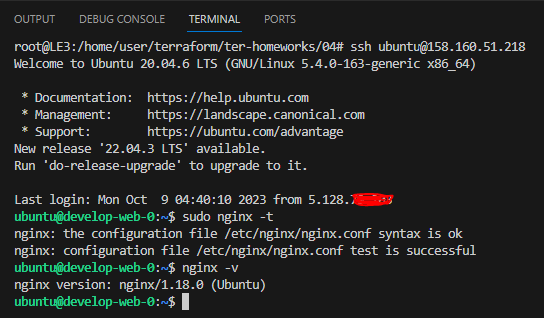 OUTPUT DEBUG CONSOLE TERMINAL PORTS
root@LE3:/home/user/terraform/ter-homeworks/04# ssh ubuntu@158.160.51.218
Welcome to Ubuntu 20.04.6 LTS (GNU/Linux 5.4.0-163-generic x86_64)
* Documentation: https://help.ubuntu.com
* Management: https://landscape.canonical.com
* Support: https://ubuntu.com/advantage
New release '22.04.3 LTS' available.
Run 'do-release-upgrade' to upgrade to it.
Last login: Mon Oct 9 04:40:10 2023 from 5.128.
ubuntu@develop-web-0:~$ sudo nginx -t
nginx: the configuration file /etc/nginx/nginx.conf syntax is ok
nginx: configuration file /etc/nginx/nginx.conf test is successful
ubuntu@develop-web-0:~$ nginx -v
nginx version: nginx/1.18.0 (Ubuntu)
ubuntu@develop-web-0:~$